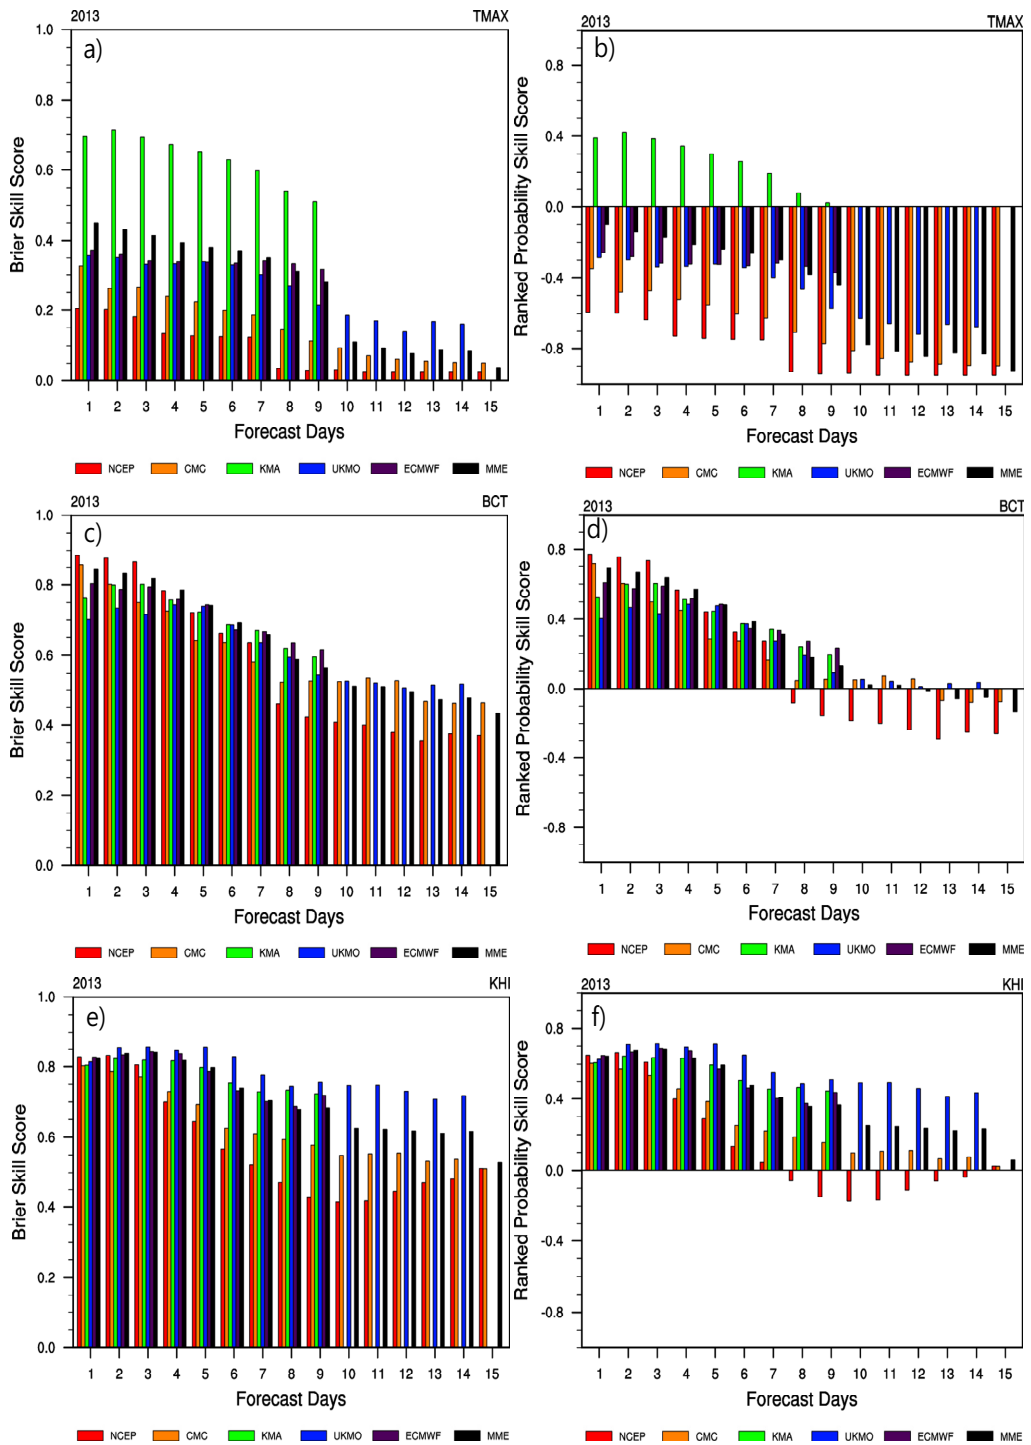 2013 TMAX
a)
Brier Skill Score
1.0
0.8
0.6
0.4
0.2
0.0
1 2 3 4 5 6 7 8 9 10 11 12 13 14 15
Forecast Days
NCEP CMC KMA UKMO ECMWF MME
2013 TMAX
b)
Ranked Probability Skill Score
0.8
0.4
0.0
-0.4
-0.8
1 2 3 4 5 6 7 8 9 10 11 12 13 14 15
Forecast Days
NCEP CMC KMA UKMO ECMWF MME
2013 BCT
c)
Brier Skill Score
1.0
0.8
0.6
0.4
0.2
0.0
1 2 3 4 5 6 7 8 9 10 11 12 13 14 15
Forecast Days
NCEP CMC KMA UKMO ECMWF MME
2013 BCT
d)
Ranked Probability Skill Score
0.8
0.4
0.0
-0.4
-0.8
1 2 3 4 5 6 7 8 9 10 11 12 13 14 15
Forecast Days
NCEP CMC KMA UKMO ECMWF MME
2013 KHI
e)
Brier Skill Score
1.0
0.8
0.6
0.4
0.2
0.0
1 2 3 4 5 6 7 8 9 10 11 12 13 14 15
Forecast Days
NCEP CMC KMA UKMO ECMWF MME
2013 KHI
f)
Ranked Probability Skill Score
0.8
0.4
0.0
-0.4
-0.8
1 2 3 4 5 6 7 8 9 10 11 12 13 14 15
Forecast Days
NCEP CMC KMA UKMO ECMWF MME